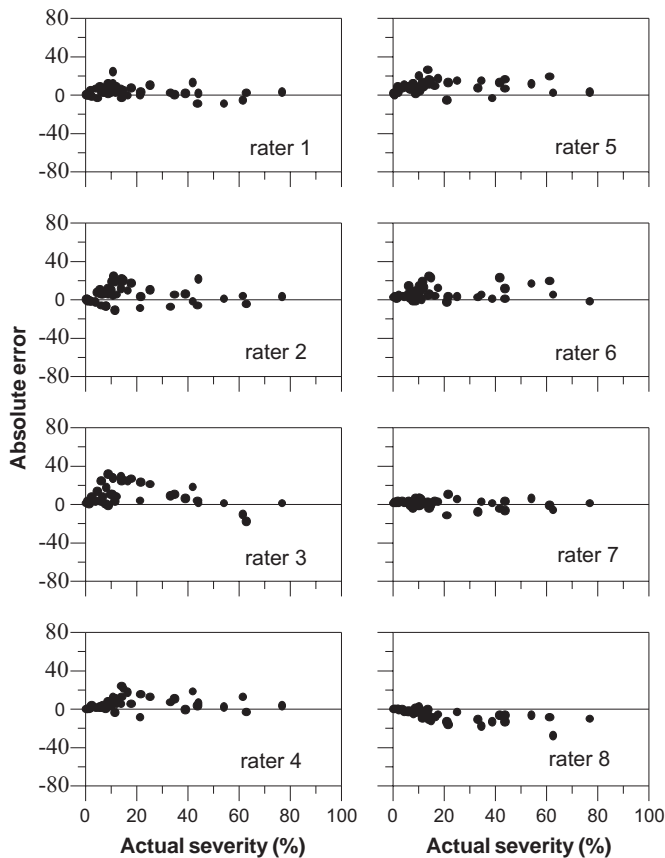 Absolute error
80
40
0
-40
-80
rater 1
rater 5
80
40
0
-40
-80
rater 2
rater 6
80
40
0
-40
-80
rater 3
rater 7
80
40
0
-40
-80
rater 4
rater 8
0 20 40 60 80 100
0 20 40 60 80 100
Actual severity (%)
Actual severity (%)